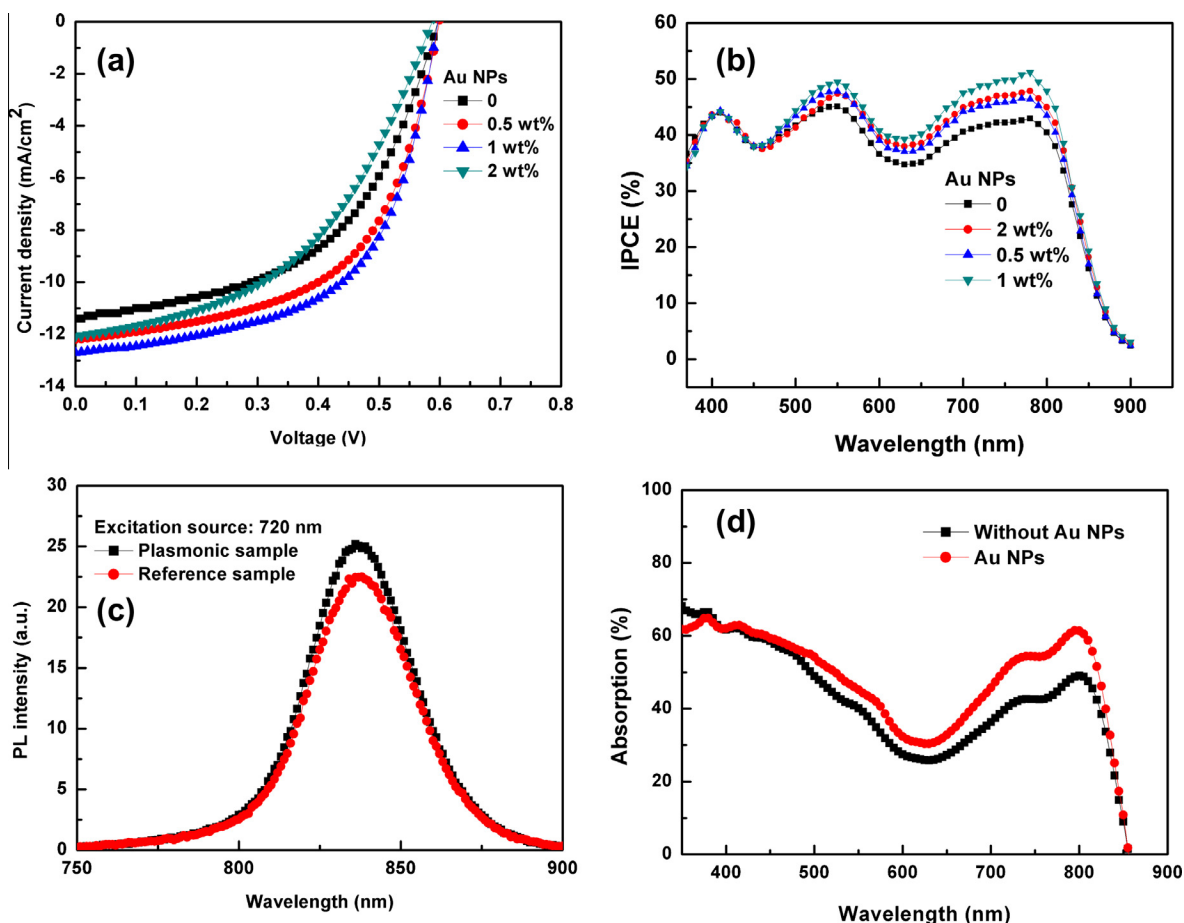 (a)
Au NPs
0
0.5 wt%
1 wt%
2 wt%
0
-2
-4
-6
-8
-10
-12
-14
Current density (mA/cm²)
0.0 0.1 0.2 0.3 0.4 0.5 0.6 0.7 0.8
Voltage (V)
(b)
60
50
40
30
20
10
0
IPCE (%)
Au NPs
0
2 wt%
0.5 wt%
1 wt%
400 500 600 700 800 900
Wavelength (nm)
30
25
20
15
10
5
0
PL intensity (a.u.)
Excitation source: 720 nm
Plasmonic sample
Reference sample
(c)
750 800 850 900
Wavelength (nm)
100
80
60
40
20
0
Absorption (%)
(d)
Without Au NPs
Au NPs
400 500 600 700 800 900
Wavelength (nm)